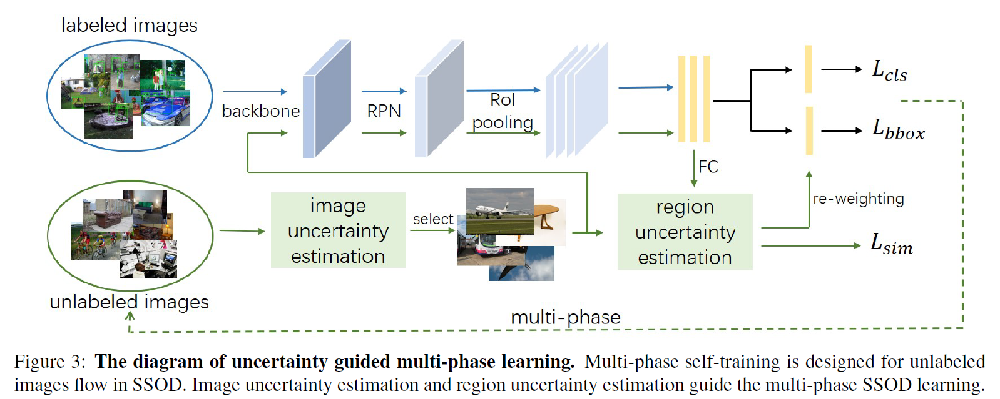 labeled images
backbone
RPN
RoI
pooling
L_cls
L_bbox
FC
image
uncertainty
estimation
select
region
uncertainty
estimation
re-weighting
L_sim
unlabeled images
multi-phase
Figure 3: The diagram of uncertainty guided multi-phase learning. Multi-phase self-training is designed for unlabeled
images flow in SSOD. Image uncertainty estimation and region uncertainty estimation guide the multi-phase SSOD learning.